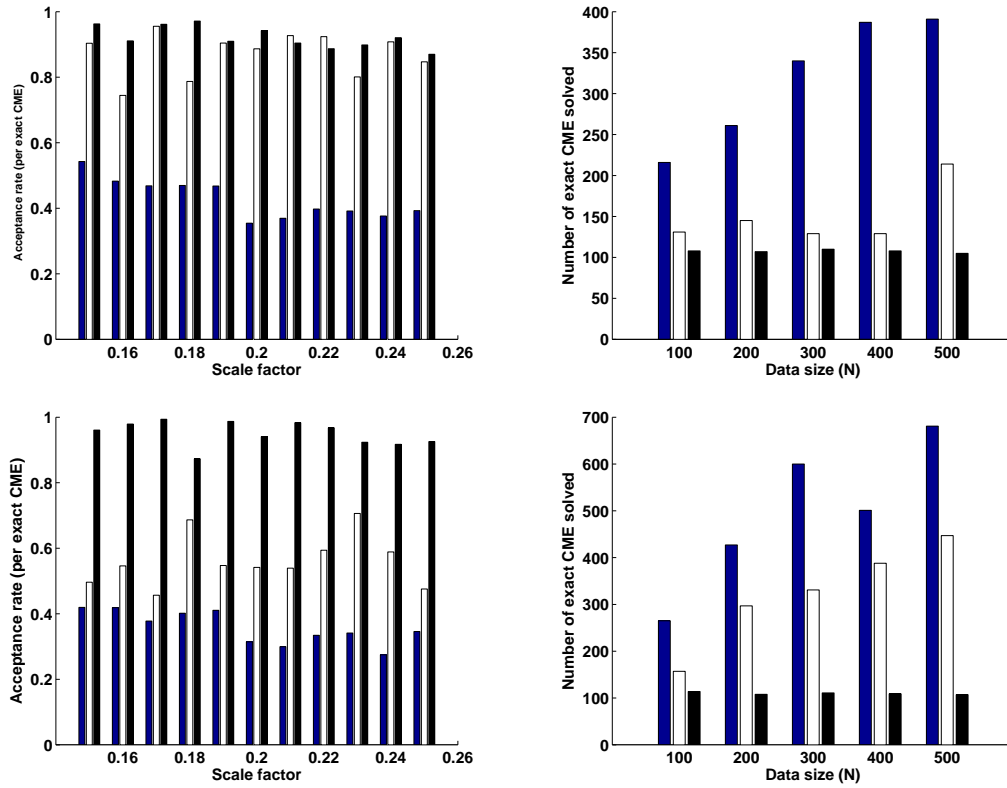 1
0.8
0.6
0.4
0.2
0
Acceptance rate (per exact CME)
0.16 0.18 0.2 0.22 0.24 0.26
Scale factor
400
350
300
250
200
150
100
50
0
Number of exact CME solved
100 200 300 400 500
Data size (N)
1
0.8
0.6
0.4
0.2
0
Acceptance rate (per exact CME)
0.16 0.18 0.2 0.22 0.24 0.26
Scale factor
700
600
500
400
300
200
100
0
Number of exact CME solved
100 200 300 400 500
Data size (N)